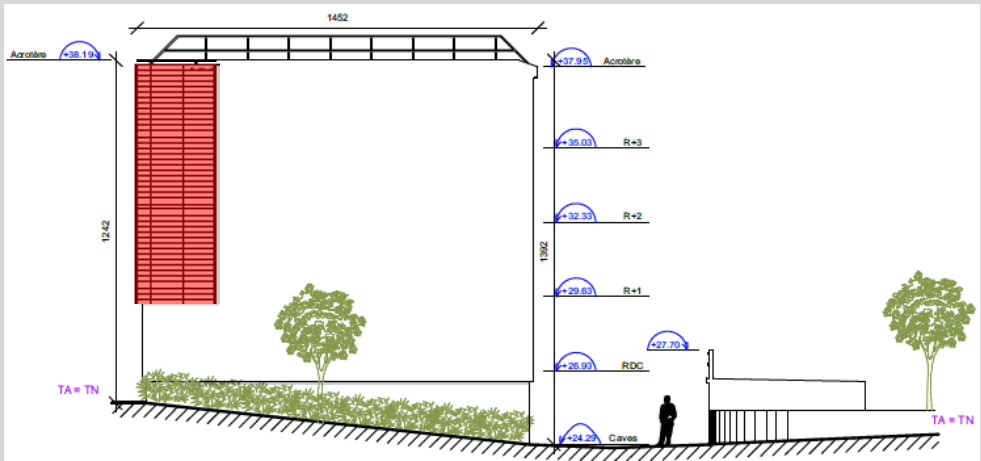 1452
Acrotère +38.19
+37.95 Acrotère
+35.03 R+3
+32.33 R+2
1242
1392
+29.63 R+1
+27.70
+26.93 RDC
TA = TN
TA = TN
+24.29 Caves